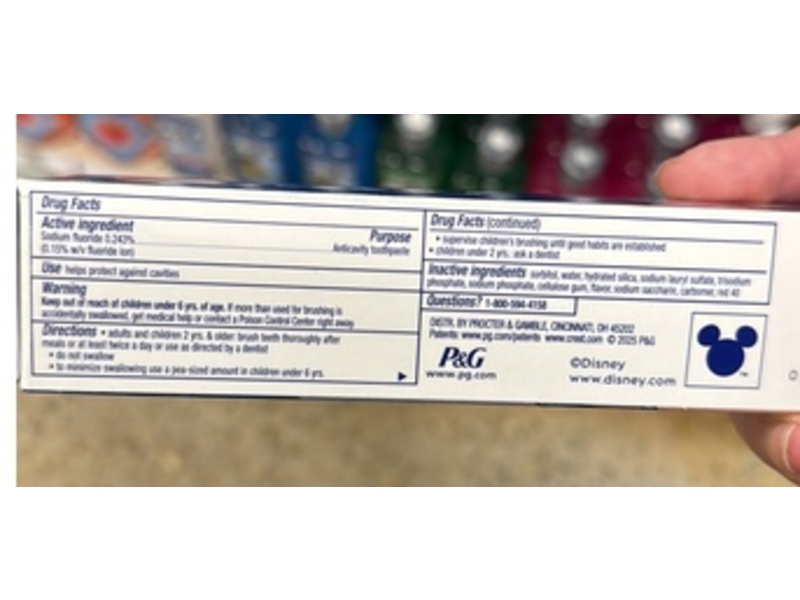 Drug Facts
Active ingredient
Purpose
Sodium fluoride 0.243%
(0.15% w/v fluoride ion)
Anticavity toothpaste
Use helps protect against cavities
Warning
Keep out of reach of children under 6 yrs. of age. If more than used for brushing is
accidentally swallowed, get medical help or contact a Poison Control Center right away.
Directions • adults and children 2 yrs. & older: brush teeth thoroughly after
meals or at least twice a day or use as directed by a dentist
• do not swallow
• to minimize swallowing use a pea-sized amount in children under 6 yrs.
Drug Facts (continued)
• supervise children's brushing until good habits are established
• children under 2 yrs.: ask a dentist
Inactive ingredients sorbitol, water, hydrated silica, sodium lauryl sulfate, trisodium
phosphate, sodium phosphate, cellulose gum, flavor, sodium saccharin, carbomer, red 40
Questions? 1-800-594-4158
DISTR. BY PROCTER & GAMBLE, CINCINNATI, OH 45202
Patents: www.pg.com/patents www.crest.com © 2025 P&G
P&G
www.pg.com
©Disney
www.disney.com
TM